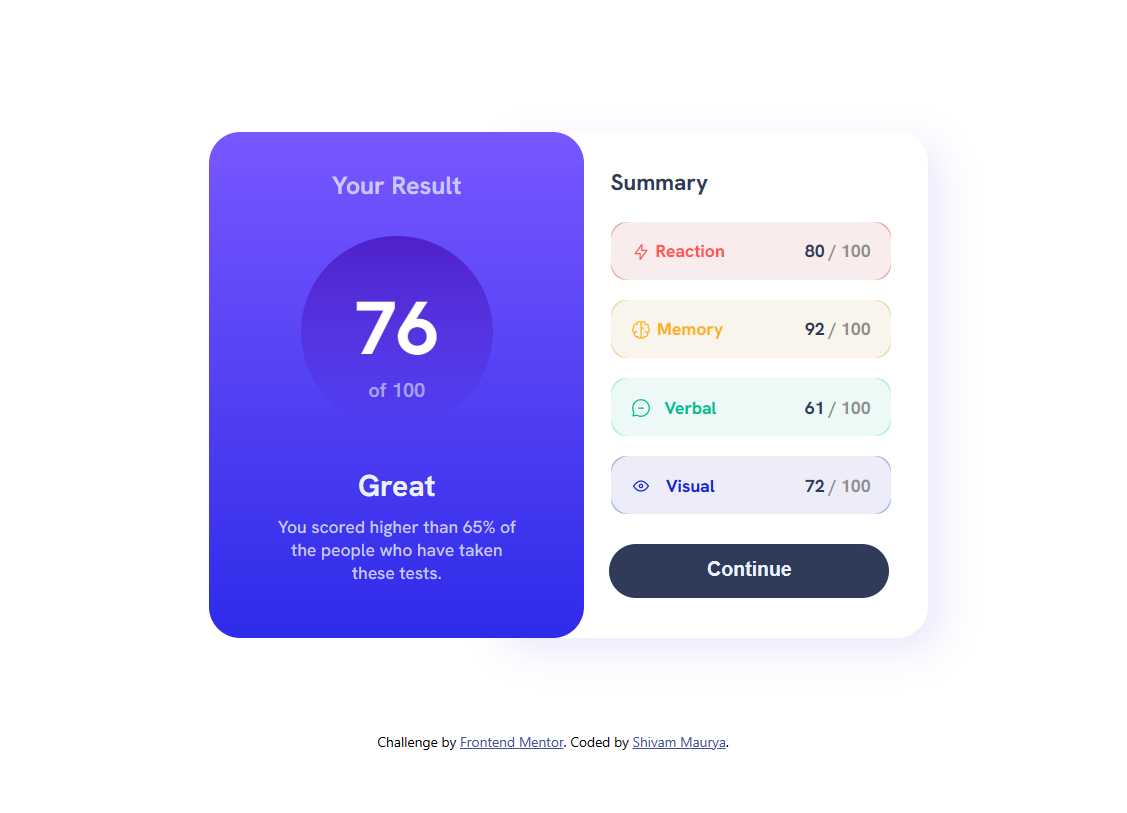 Your Result
76
of 100
Great
You scored higher than 65% of
the people who have taken
these tests.
Summary
Reaction 80 / 100
Memory 92 / 100
Verbal 61 / 100
Visual 72 / 100
Continue
Challenge by Frontend Mentor. Coded by Shivam Maurya.